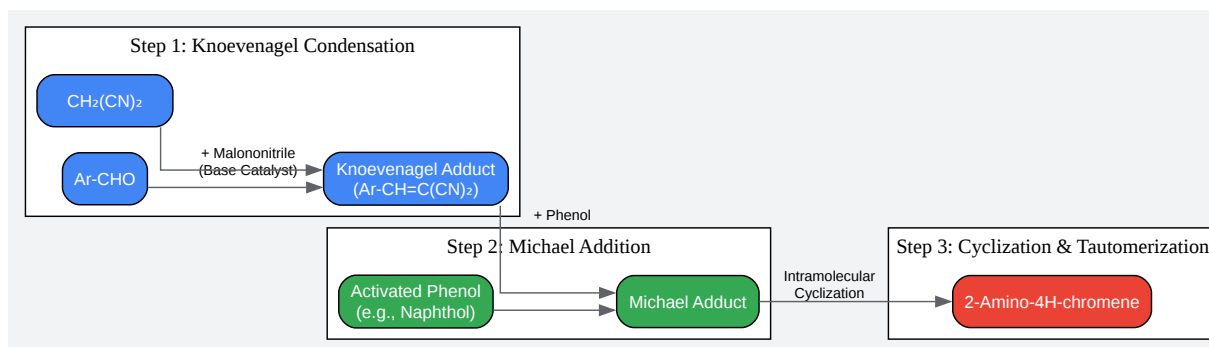 Step 1: Knoevenagel Condensation
CH₂(CN)₂
+ Malononitrile
(Base Catalyst)
Ar-CHO
Knoevenagel Adduct
(Ar-CH=C(CN)₂)
+ Phenol
Step 2: Michael Addition
Activated Phenol
(e.g., Naphthol)
Michael Adduct
Intramolecular
Cyclization
Step 3: Cyclization & Tautomerization
2-Amino-4H-chromene